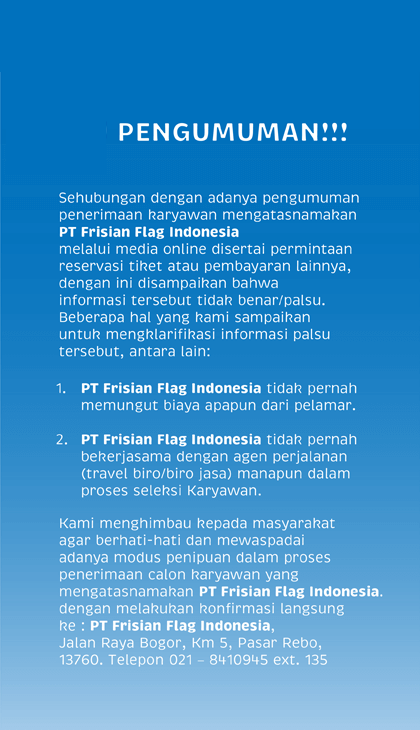 PENGUMUMAN!!!
Sehubungan dengan adanya pengumuman
penerimaan karyawan mengatasnamakan
PT Frisian Flag Indonesia
melalui media online disertai permintaan
reservasi tiket atau pembayaran lainnya,
dengan ini disampaikan bahwa
informasi tersebut tidak benar/palsu.
Beberapa hal yang kami sampaikan
untuk mengklarifikasi informasi palsu
tersebut, antara lain:
1. PT Frisian Flag Indonesia tidak pernah
memungut biaya apapun dari pelamar.
2. PT Frisian Flag Indonesia tidak pernah
bekerjasama dengan agen perjalanan
(travel biro/biro jasa) manapun dalam
proses seleksi Karyawan.
Kami menghimbau kepada masyarakat
agar berhati-hati dan mewaspadai
adanya modus penipuan dalam proses
penerimaan calon karyawan yang
mengatasnamakan PT Frisian Flag Indonesia.
dengan melakukan konfirmasi langsung
ke : PT Frisian Flag Indonesia,
Jalan Raya Bogor, Km 5, Pasar Rebo,
13760. Telepon 021 – 8410945 ext. 135